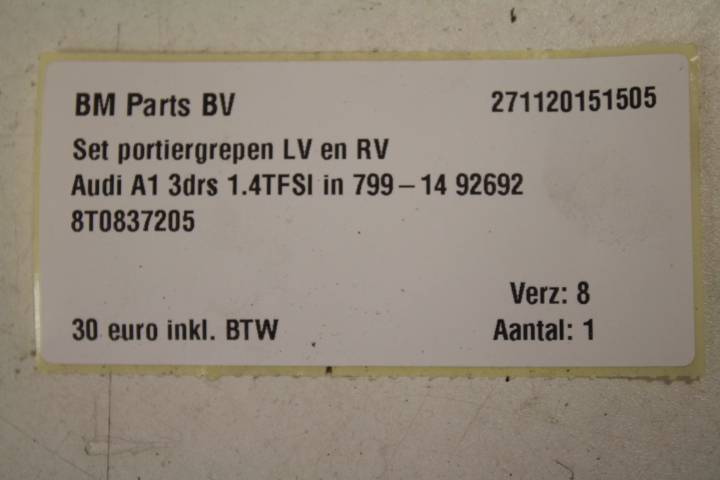 BM Parts BV 271120151505
Set portiergrepen LV en RV
Audi A1 3drs 1.4TFSI in 799-14 92692
8T0837205
Verz: 8
30 euro inkl. BTW Aantal: 1